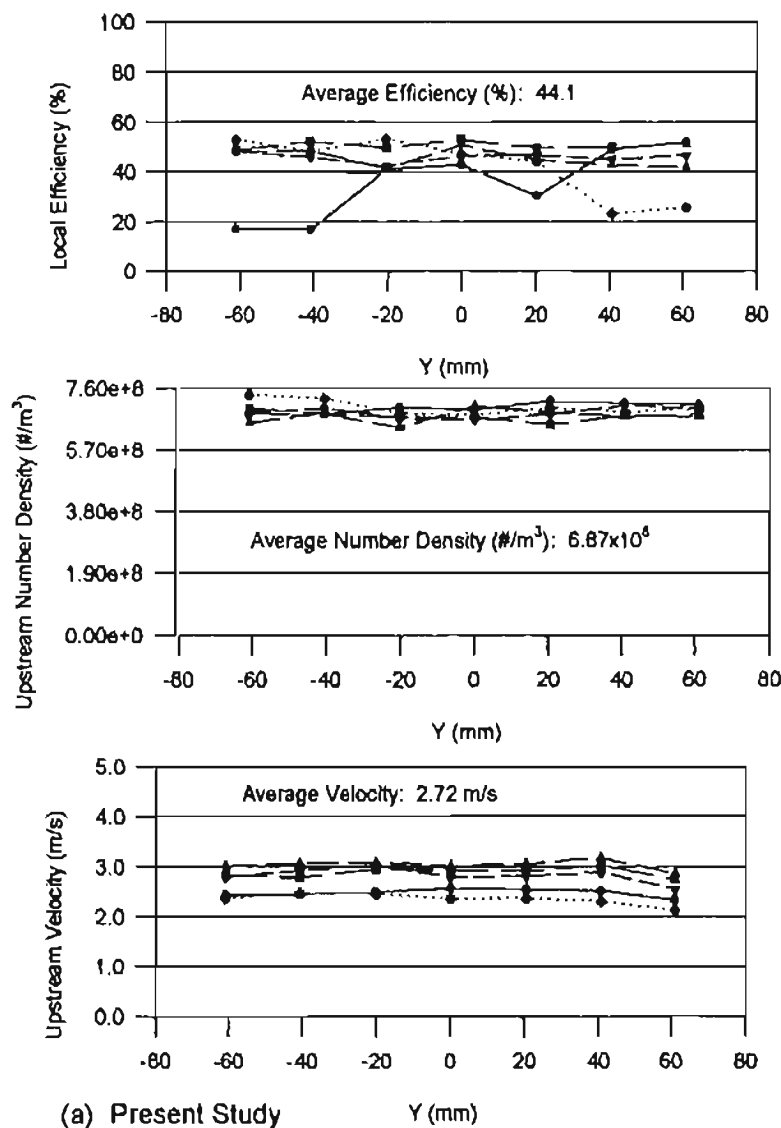 100
80
60
40
20
0
Local Efficiency (%)
Average Efficiency (%): 44.1
-80 -60 -40 -20 0 20 40 60 80
Y (mm)
7.60e+8
5.70e+8
3.80e+8
1.90e+8
0.00e+0
Upstream Number Density (#/m³)
Average Number Density (#/m³): 6.87x10⁸
-80 -60 -40 -20 0 20 40 60 80
Y (mm)
5.0
4.0
3.0
2.0
1.0
0.0
Upstream Velocity (m/s)
Average Velocity: 2.72 m/s
-80 -60 -40 -20 0 20 40 60 80
(a) Present Study Y (mm)